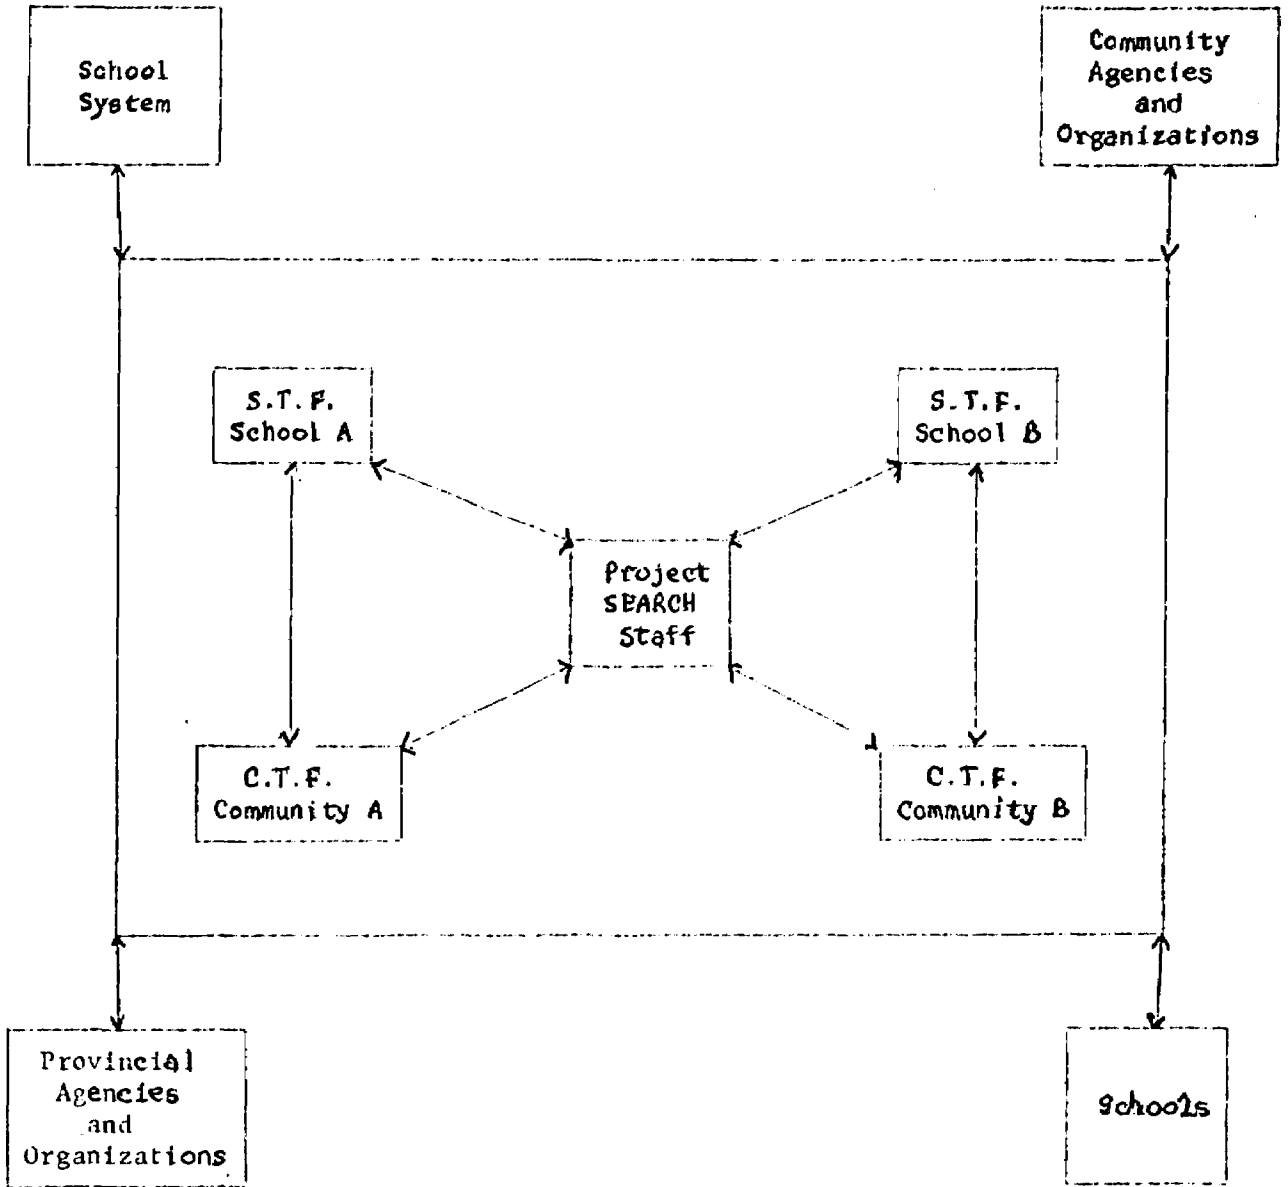 School
System
Community
Agencies
and
Organizations
S.T.F.
School A
S.T.F.
School B
Project
SEARCH
Staff
C.T.F.
Community A
C.T.F.
Community B
Provincial
Agencies
and
Organizations
Schools